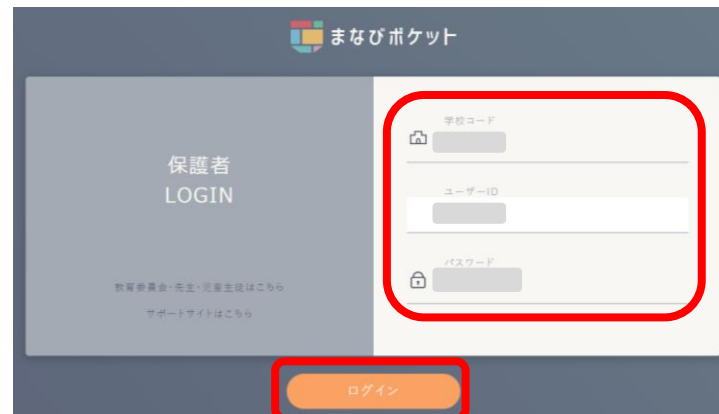 まなびポケット
保護者
LOGIN
教育委員会・先生・児童生徒はこちら
サポートサイトはこちら
学校コード
ユーザーID
パスワード
ログイン